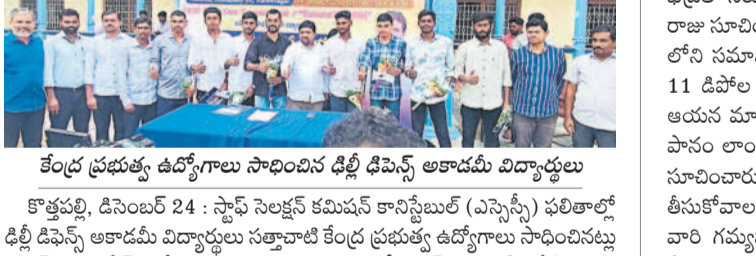 కేంద్ర ప్రభుత్వ ఉద్యోగాలు సాధించిన ఢిల్లీ డిపెన్స్ అకాడమీ విద్యార్థులు
కొత్తపల్లి, డిసెంబర్ 24 : స్టాఫ్ సెలక్షన్ కమిషన్ కానిస్టేబుల్ (ఎస్సెస్సీ) ఫలితాల్లో
ఢిల్లీ డిఫెన్స్ అకాడమీ విద్యార్థులు సత్తాచాటి కేంద్ర ప్రభుత్వ ఉద్యోగాలు సాధించినట్లు
రాజు సూచి
లోని సమా
11 డిపోల
ఆయన మా
పానం లాం
సూచించారు
తీసుకోవాల
వారి గమ్య